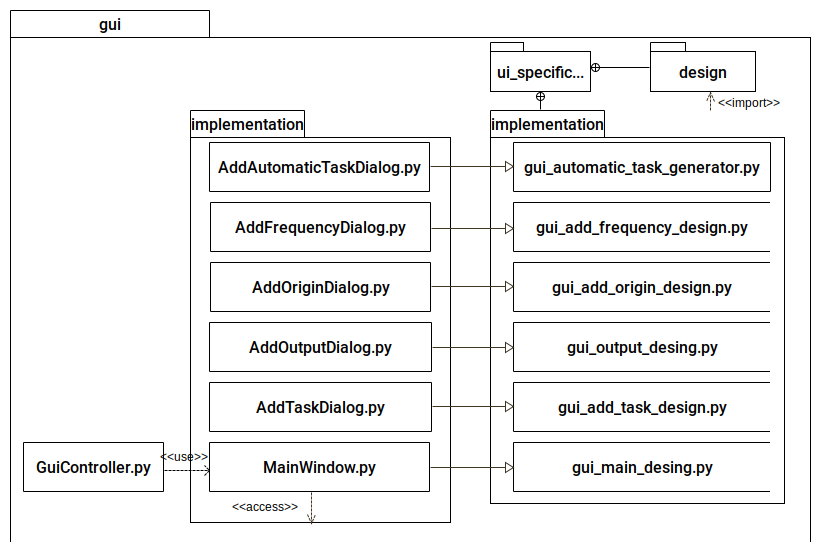 gui
ui_specific...
design
<<import>>
implementation
implementation
AddAutomaticTaskDialog.py
gui_automatic_task_generator.py
AddFrequencyDialog.py
gui_add_frequency_design.py
AddOriginDialog.py
gui_add_origin_design.py
AddOutputDialog.py
gui_output_desing.py
AddTaskDialog.py
gui_add_task_design.py
<<use>>
GuiController.py
MainWindow.py
gui_main_desing.py
<<access>>